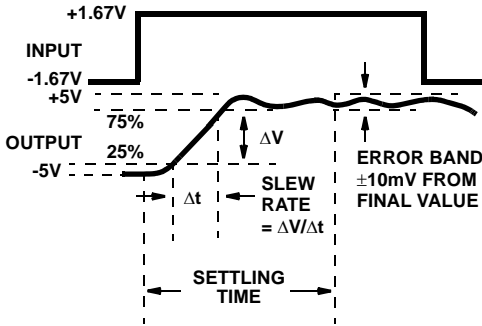 +1.67V
INPUT
-1.67V
+5V
75%
OUTPUT
25%
-5V
ΔV
Δt
SLEW
RATE
= ΔV/Δt
ERROR BAND
±10mV FROM
FINAL VALUE
SETTLING
TIME